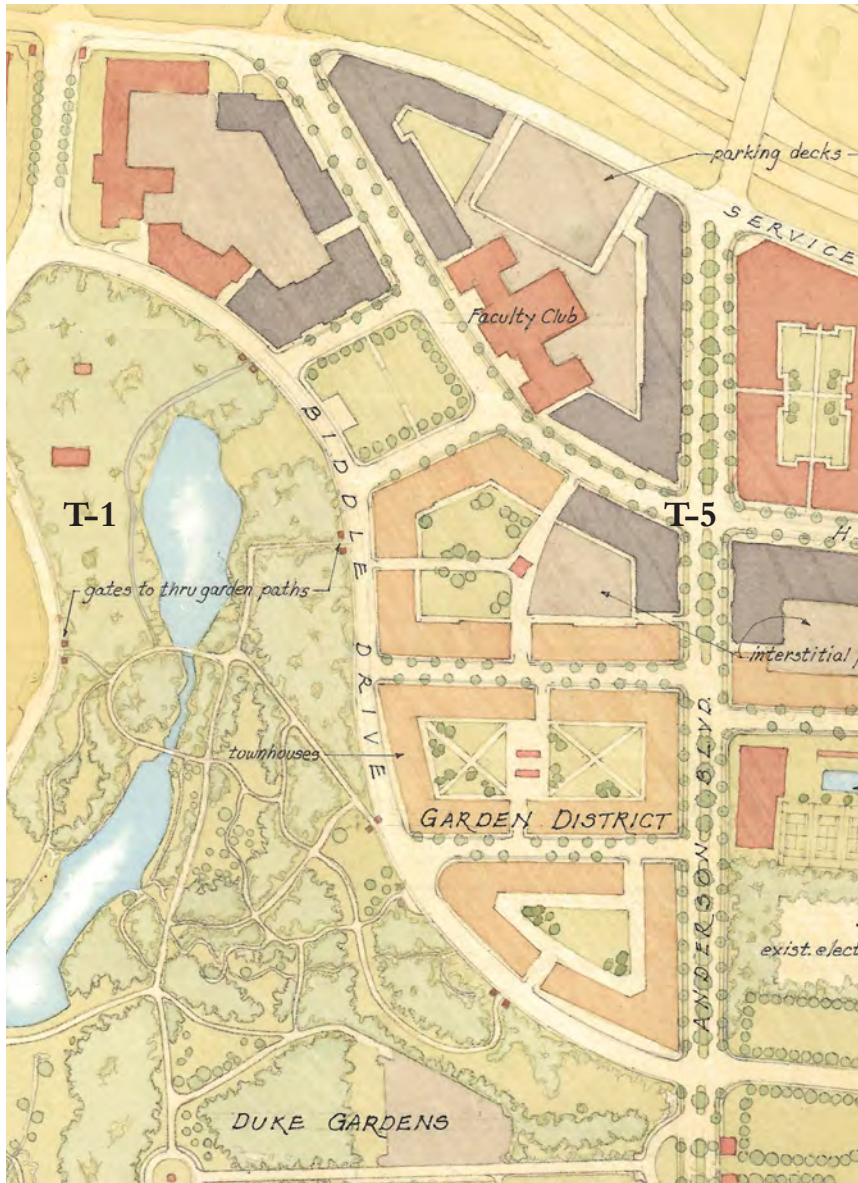 parking decks
SERVICE
Faculty Club
BIDDLE DRIVE
T-1
T-5
H
gates to thru garden paths
interstitial
townhouses
GARDEN DISTRICT
ANDERSON BLVD.
exist. elect
DUKE GARDENS